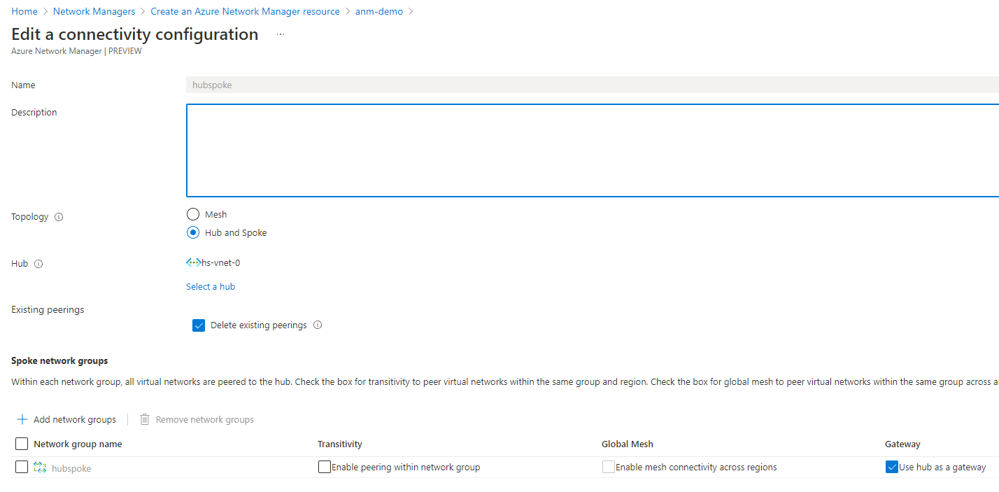 Home > Network Managers > Create an Azure Network Manager resource > anm-demo >
Edit a connectivity configuration ...
Azure Network Manager | PREVIEW
Name hubspoke
Description
Topology Mesh
Hub and Spoke
Hub hs-vnet-0
Select a hub
Existing peerings
Delete existing peerings
Spoke network groups
Within each network group, all virtual networks are peered to the hub. Check the box for transitivity to peer virtual networks within the same group and region. Check the box for global mesh to peer virtual networks within the same group across
Add network groups | Remove network groups
Network group name Transitivity Global Mesh Gateway
hubspoke Enable peering within network group Enable mesh connectivity across regions Use hub as a gateway